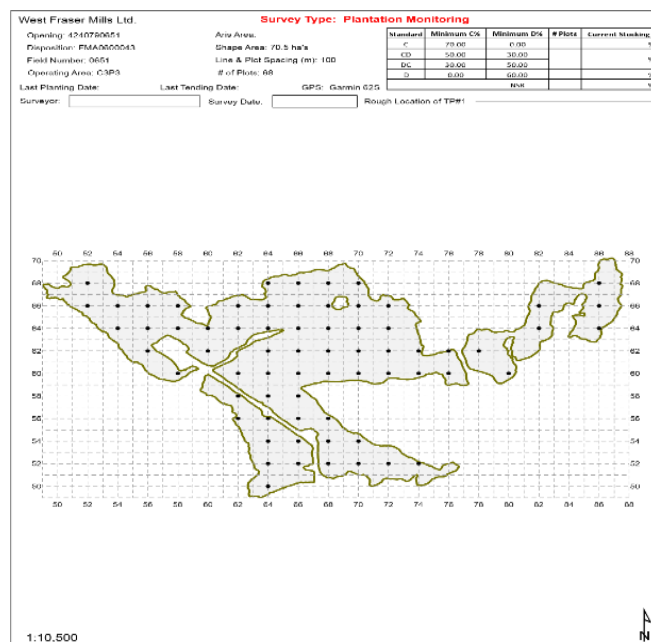 West Fraser Mills Ltd.
Survey Type: Plantation Monitoring
Opening: 4240790651
Disposition: FMA0600043
Field Number: 0651
Operating Area: C3P3
Area:
Shape Area: 70.5 ha's
Line & Plot Spacing (m): 100
# of Plots: 68
Standard Minimum C% Minimum D% # Plots Current Stocking
C 70.00 0.00 %
CD 50.00 30.00
DC 30.00 50.00 %
D 0.00 60.00 %
NSR %
Last Planting Date: Last Tending Date: GPS: Garmin 62S
Surveyor: Survey Date: Rough Location of TP#1
50 52 54 56 58 60 62 64 66 68 70 72 74 76 78 80 82 84 86 88
70 70
68 68
66 66
64 64
62 62
60 60
58 58
56 56
54 54
52 52
50 50
50 52 54 56 58 60 62 64 66 68 70 72 74 76 78 80 82 84 86 88
1:10,500
N